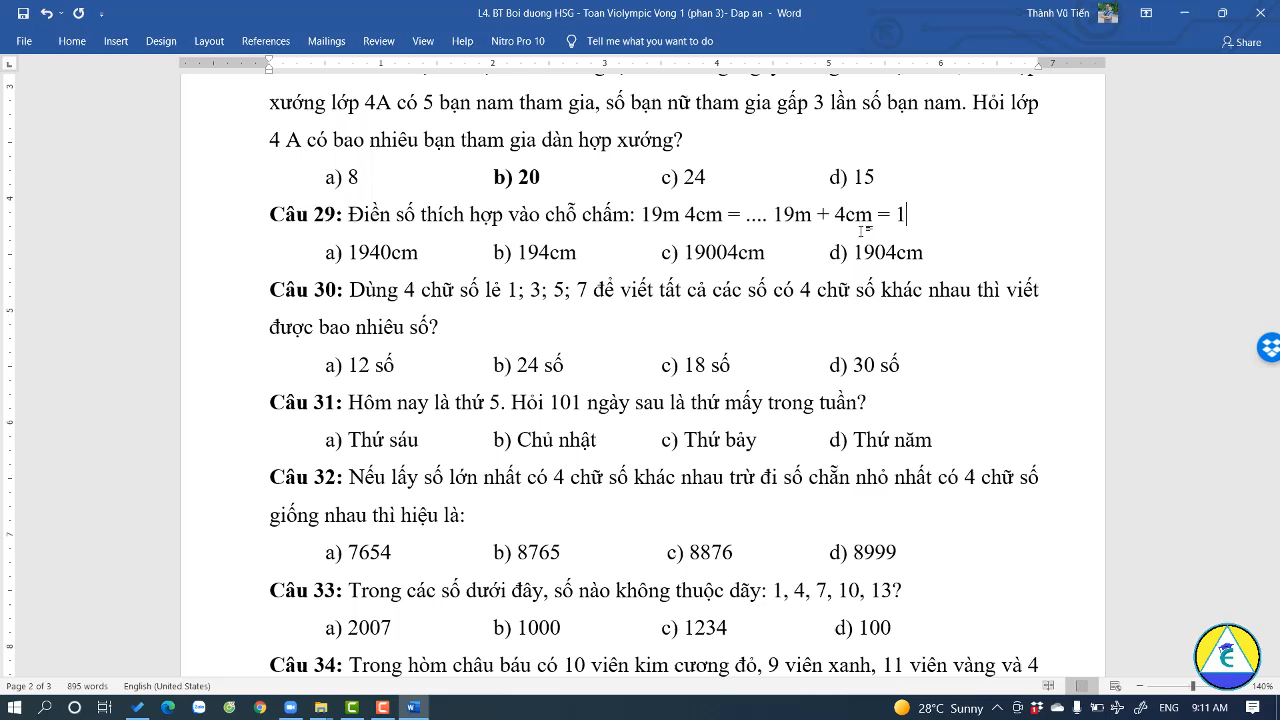 L4. BT Boi duong HSG - Toan Violympic Vong 1 (phan 3)- Dap an - Word
Thành Vũ Tiến
File Home Insert Design Layout References Mailings Review View Help Nitro Pro 10 Tell me what you want to do Share
1 2 3 4 5 6 7
xướng lớp 4A có 5 bạn nam tham gia, số bạn nữ tham gia gấp 3 lần số bạn nam. Hỏi lớp
4 A có bao nhiêu bạn tham gia dàn hợp xướng?
a) 8 b) 20 c) 24 d) 15
Câu 29: Điền số thích hợp vào chỗ chấm: 19m 4cm = .... 19m + 4cm = 1
a) 1940cm b) 194cm c) 19004cm d) 1904cm
Câu 30: Dùng 4 chữ số lẻ 1; 3; 5; 7 để viết tất cả các số có 4 chữ số khác nhau thì viết
được bao nhiêu số?
a) 12 số b) 24 số c) 18 số d) 30 số
Câu 31: Hôm nay là thứ 5. Hỏi 101 ngày sau là thứ mấy trong tuần?
a) Thứ sáu b) Chủ nhật c) Thứ bảy d) Thứ năm
Câu 32: Nếu lấy số lớn nhất có 4 chữ số khác nhau trừ đi số chẵn nhỏ nhất có 4 chữ số
giống nhau thì hiệu là:
a) 7654 b) 8765 c) 8876 d) 8999
Câu 33: Trong các số dưới đây, số nào không thuộc dãy: 1, 4, 7, 10, 13?
a) 2007 b) 1000 c) 1234 d) 100
Câu 34: Trong hòm châu báu có 10 viên kim cương đỏ, 9 viên xanh, 11 viên vàng và 4
Page 2 of 3 895 words English (United States) 140%
28°C Sunny ENG 9:11 AM